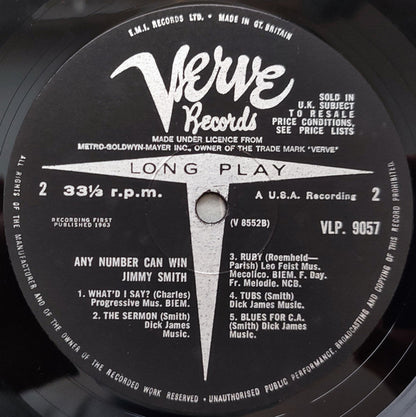 E.M.I. RECORDS LTD. • MADE IN GT. BRITAIN
Verve
Records
SOLD IN
U.K. SUBJECT
TO RESALE
PRICE CONDITIONS,
SEE PRICE LISTS
MADE UNDER LICENCE FROM
METRO-GOLDWYN-MAYER INC., OWNER OF THE TRADE MARK "VERVE"
LONG PLAY
2 33⅓ r.p.m.
A U.S.A. Recording 2
RECORDING FIRST
PUBLISHED 1963
(V 8552B)
VLP. 9057
ANY NUMBER CAN WIN
JIMMY SMITH
1. WHAT'D I SAY? (Charles)
Progressive Mus. BIEM.
2. THE SERMON (Smith)
Dick James
Music.
3. RUBY (Roemheld—
Parish) Leo Feist Mus.
Mecolico. BIEM. F. Day.
Fr. Melodie. NCB.
4. TUBS (Smith)
Dick James
Music.
5. BLUES FOR C.A.
(Smith) Dick James
Music.
ALL RIGHTS OF THE MANUFACTURER AND OF THE OWNER OF THE RECORDED WORK RESERVED • UNAUTHORISED PUBLIC PERFORMANCE, BROADCASTING AND COPYING OF THIS RECORD PROHIBITED